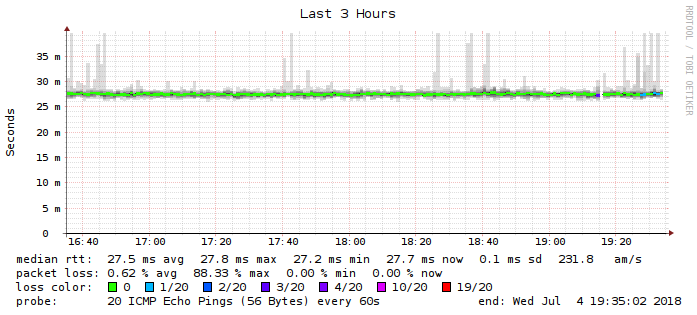 Last 3 Hours
RRDTOOL / TOBI OETIKER
Seconds
35 m
30 m
25 m
20 m
15 m
10 m
5 m
0
16:40 17:00 17:20 17:40 18:00 18:20 18:40 19:00 19:20
median rtt: 27.5 ms avg 27.8 ms max 27.2 ms min 27.7 ms now 0.1 ms sd 231.8 am/s
packet loss: 0.62 % avg 88.33 % max 0.00 % min 0.00 % now
loss color: 0 1/20 2/20 3/20 4/20 10/20 19/20
probe: 20 ICMP Echo Pings (56 Bytes) every 60s end: Wed Jul 4 19:35:02 2018